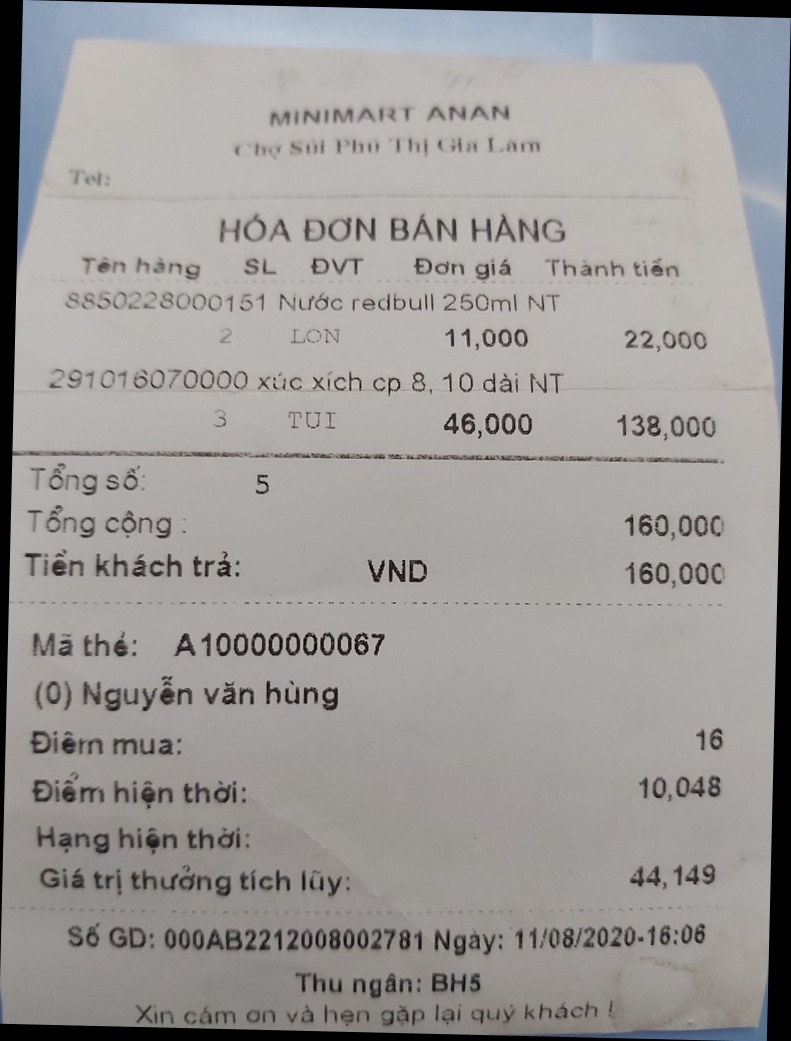 MINIMART ANAN
Chợ Sủi Phú Thị Gia Lâm
Tel:
HÓA ĐƠN BÁN HÀNG
Tên hàng SL ĐVT Đơn giá Thành tiền
8850228000151 Nước redbull 250ml NT
2 LON 11,000 22,000
291016070000 xúc xích cp 8, 10 dài NT
3 TUI 46,000 138,000
Tổng số: 5
Tổng cộng : 160,000
Tiền khách trả: VND 160,000
Mã thẻ: A10000000067
(0) Nguyễn văn hùng
Điểm mua: 16
Điểm hiện thời: 10,048
Hạng hiện thời:
Giá trị thưởng tích lũy: 44,149
Số GD: 000AB2212008002781 Ngày: 11/08/2020-16:06
Thu ngân: BH5
Xin cám ơn và hẹn gặp lại quý khách !